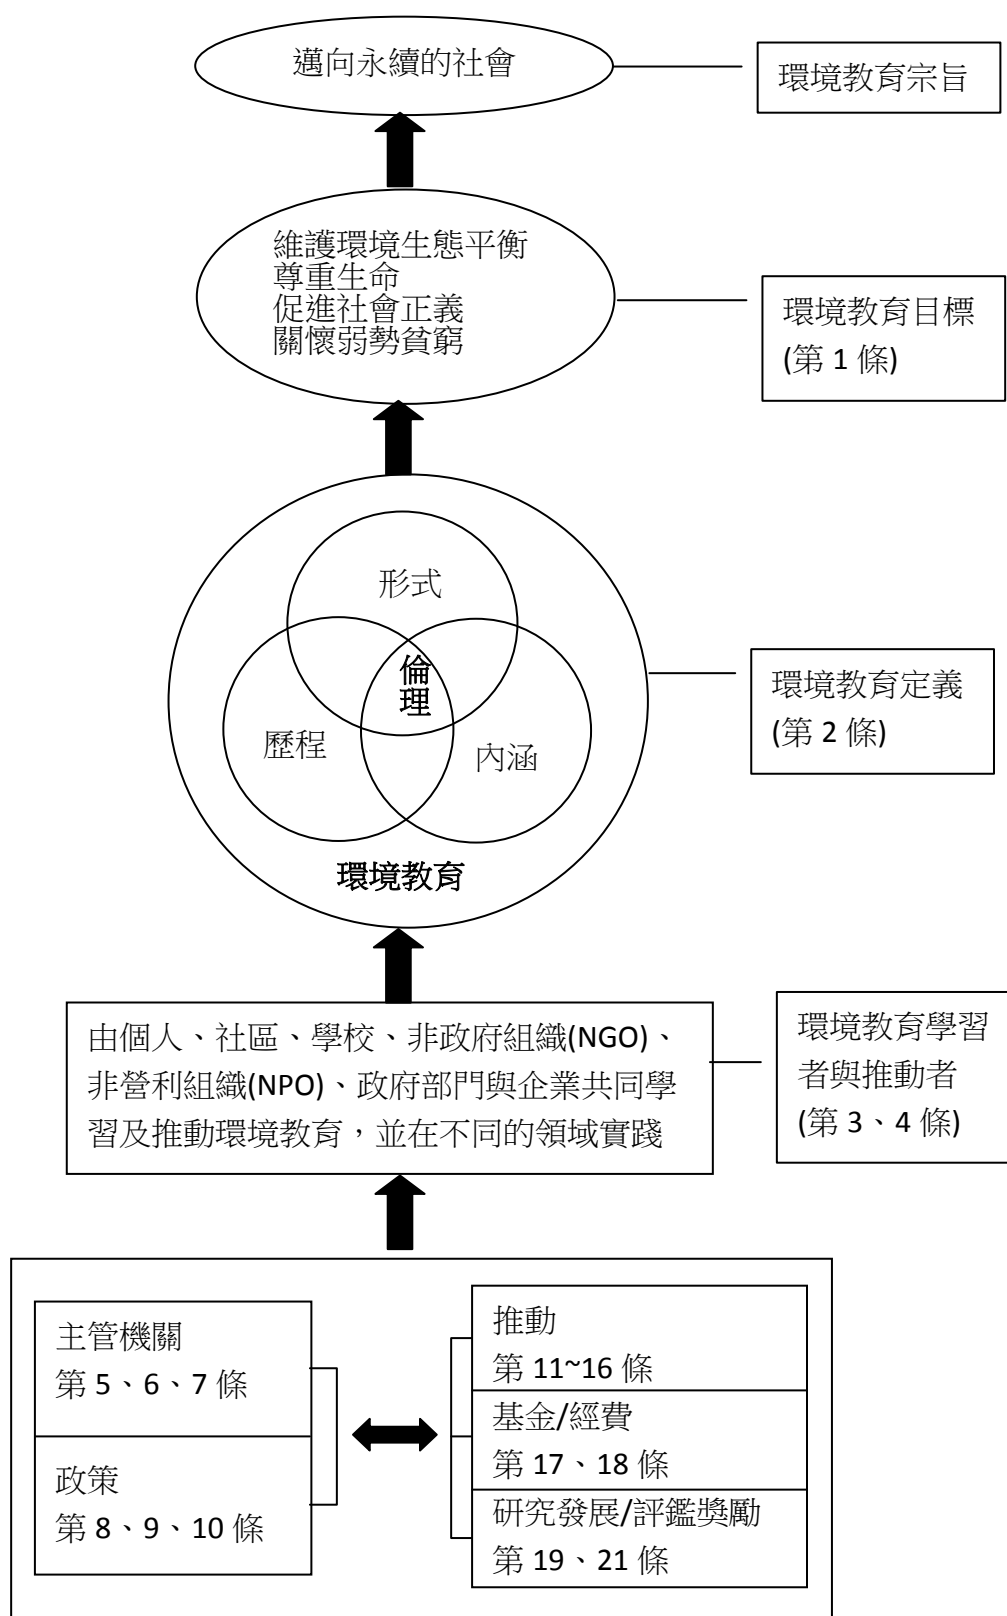 邁向永續的社會
環境教育宗旨
維護環境生態平衡
尊重生命
促進社會正義
關懷弱勢貧窮
環境教育目標
(第 1 條)
形式
倫
理
歷程
內涵
環境教育
環境教育定義
(第 2 條)
由個人、社區、學校、非政府組織(NGO)、
非營利組織(NPO)、政府部門與企業共同學
習及推動環境教育，並在不同的領域實踐
環境教育學習
者與推動者
(第 3、4 條)
主管機關
第 5、6、7 條
政策
第 8、9、10 條
推動
第 11~16 條
基金/經費
第 17、18 條
研究發展/評鑑獎勵
第 19、21 條